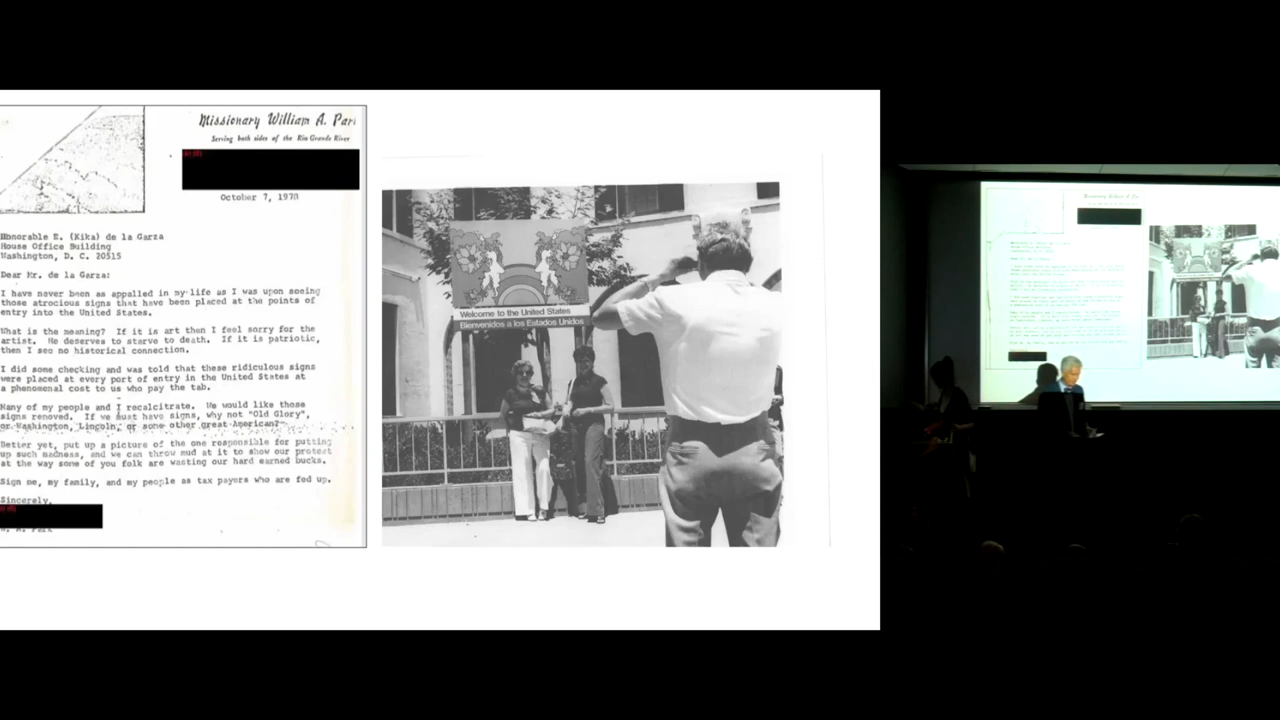 Missionary William A. Par
Serving both sides of the Rio Grande River
October 7, 1970
Honorable E. (Kika) de la Garza
House Office Building
Washington, D. C. 20515
Dear Mr. de la Garza:
I have never been as appalled in my life as I was upon seeing
those atrocious signs that have been placed at the points of
entry into the United States.
What is the meaning? If it is art then I feel sorry for the
artist. He deserves to starve to death. If it is patriotic,
then I see no historical connection.
I did some checking and was told that these ridiculous signs
were placed at every port of entry in the United States at
a phenomenal cost to us who pay the tab.
Many of my people and I recalcitrate. We would like those
signs removed. If we must have signs, why not "Old Glory",
or Washington, Lincoln, or some other great American?
Better yet, put up a picture of the one responsible for putting
up such madness, and we can throw mud at it to show our protest
at the way some of you folk are wasting our hard earned bucks.
Sign me, my family, and my people as tax payers who are fed up.
Sincerely,
Welcome to the United States
Bienvenidos a los Estados Unidos